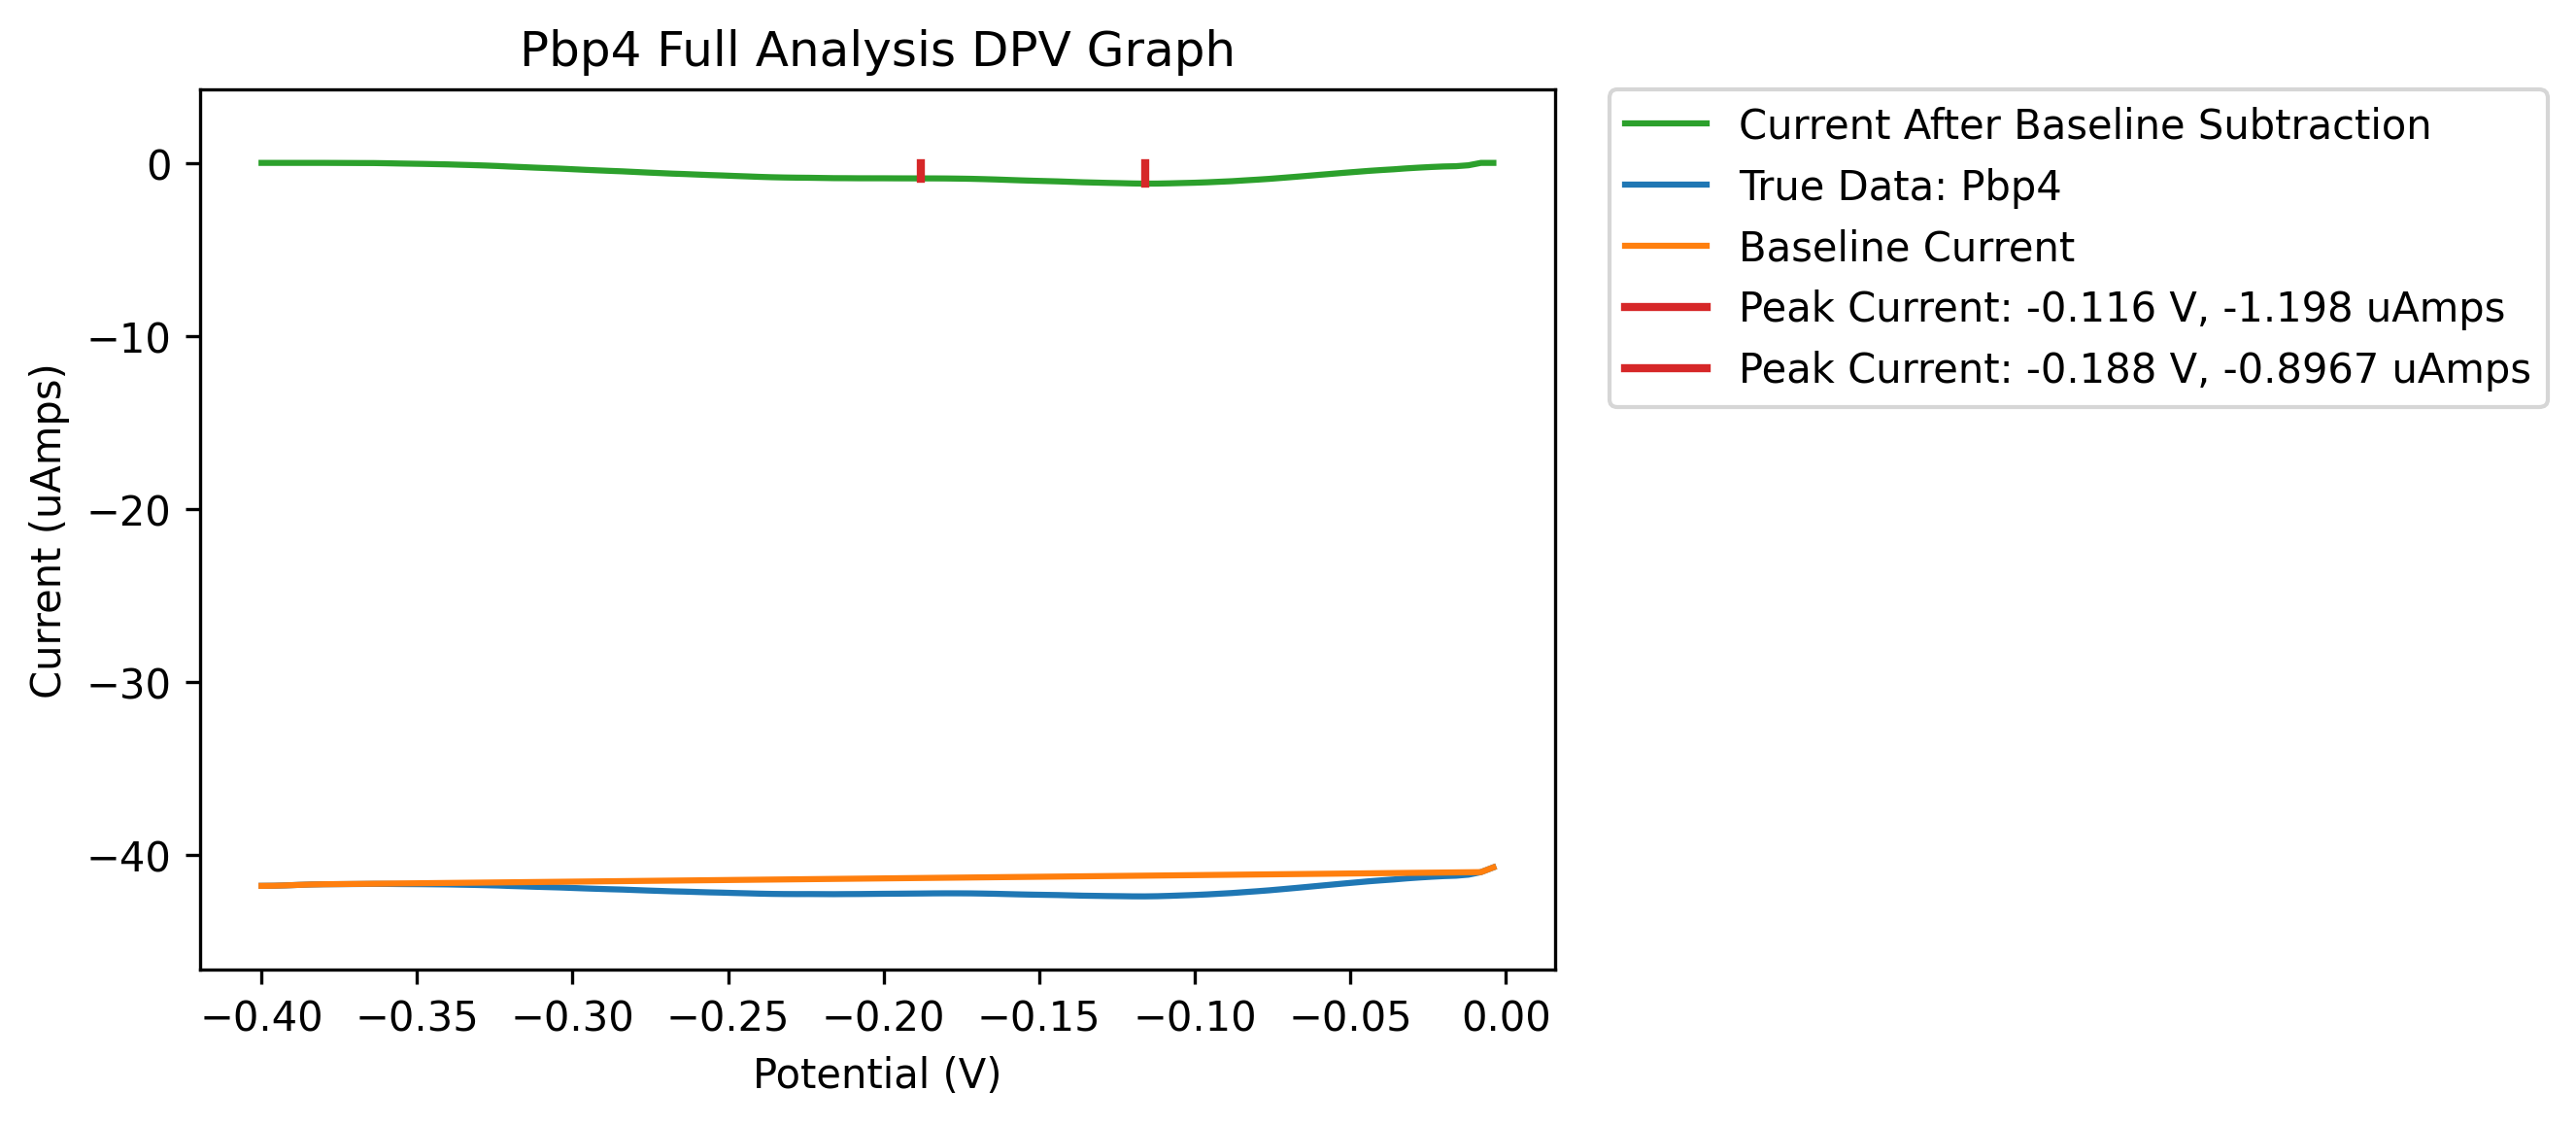 Pbp4 Full Analysis DPV Graph
Current After Baseline Subtraction
True Data: Pbp4
Baseline Current
Peak Current: -0.116 V, -1.198 uAmps
Peak Current: -0.188 V, -0.8967 uAmps
Current (uAmps)
0
−10
−20
−30
−40
−0.40 −0.35 −0.30 −0.25 −0.20 −0.15 −0.10 −0.05 0.00
Potential (V)